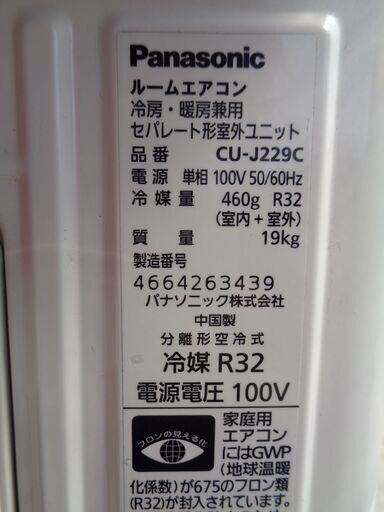 Panasonic
ルームエアコン
冷房・暖房兼用
セパレート形室外ユニット
品番 CU-J229C
電源 単相 100V 50/60Hz
冷媒量 460g R32
(室内+室外)
質量 19kg
製造番号
4664263439
パナソニック株式会社
中国製
分離形空冷式
冷媒 R32
電源電圧 100V
フロンの見える化
家庭用
エアコン
にはGWP
(地球温暖
化係数)が675のフロン類
(R32)が封入されています。